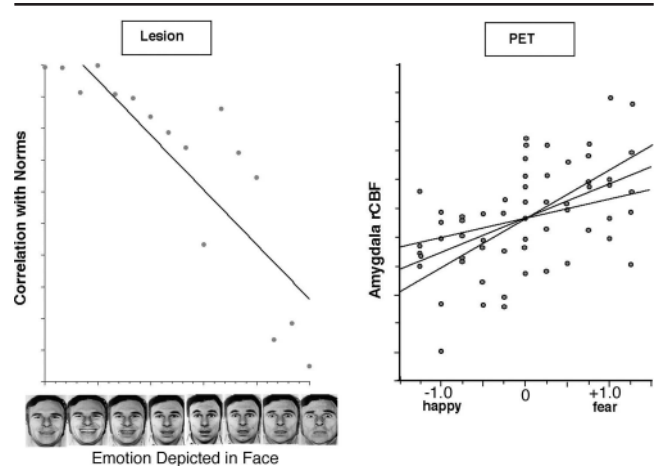 Lesion
PET
Correlation with Norms
Emotion Depicted in Face
Amygdala rCBF
-1.0 0 +1.0
happy fear